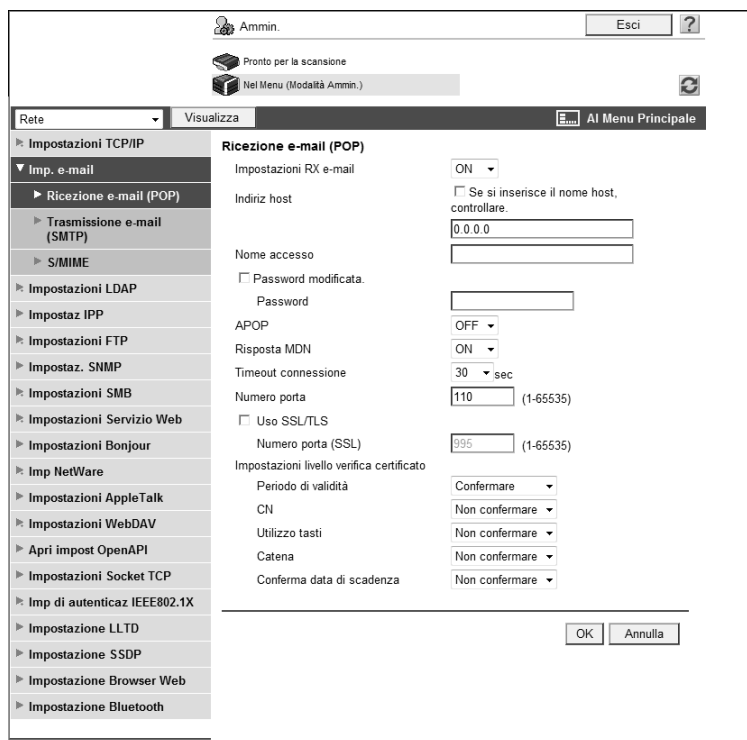 Ammin.
Esci
?
Pronto per la scansione
Nel Menu (Modalità Ammin.)
Rete
Visualizza
Al Menu Principale
Impostazioni TCP/IP
Imp. e-mail
Ricezione e-mail (POP)
Trasmissione e-mail
(SMTP)
S/MIME
Impostazioni LDAP
Impostaz IPP
Impostazioni FTP
Impostaz. SNMP
Impostazioni SMB
Impostazioni Servizio Web
Impostazioni Bonjour
Imp NetWare
Impostazioni AppleTalk
Impostazioni WebDAV
Apri impost OpenAPI
Impostazioni Socket TCP
Imp di autenticaz IEEE802.1X
Impostazione LLTD
Impostazione SSDP
Impostazione Browser Web
Impostazione Bluetooth
Ricezione e-mail (POP)
Impostazioni RX e-mail ON
Indiriz host Se si inserisce il nome host,
controllare.
0.0.0.0
Nome accesso
Password modificata.
Password
APOP OFF
Risposta MDN ON
Timeout connessione 30 sec
Numero porta 110 (1-65535)
Uso SSL/TLS
Numero porta (SSL) 995 (1-65535)
Impostazioni livello verifica certificato
Periodo di validità Confermare
CN Non confermare
Utilizzo tasti Non confermare
Catena Non confermare
Conferma data di scadenza Non confermare
OK Annulla